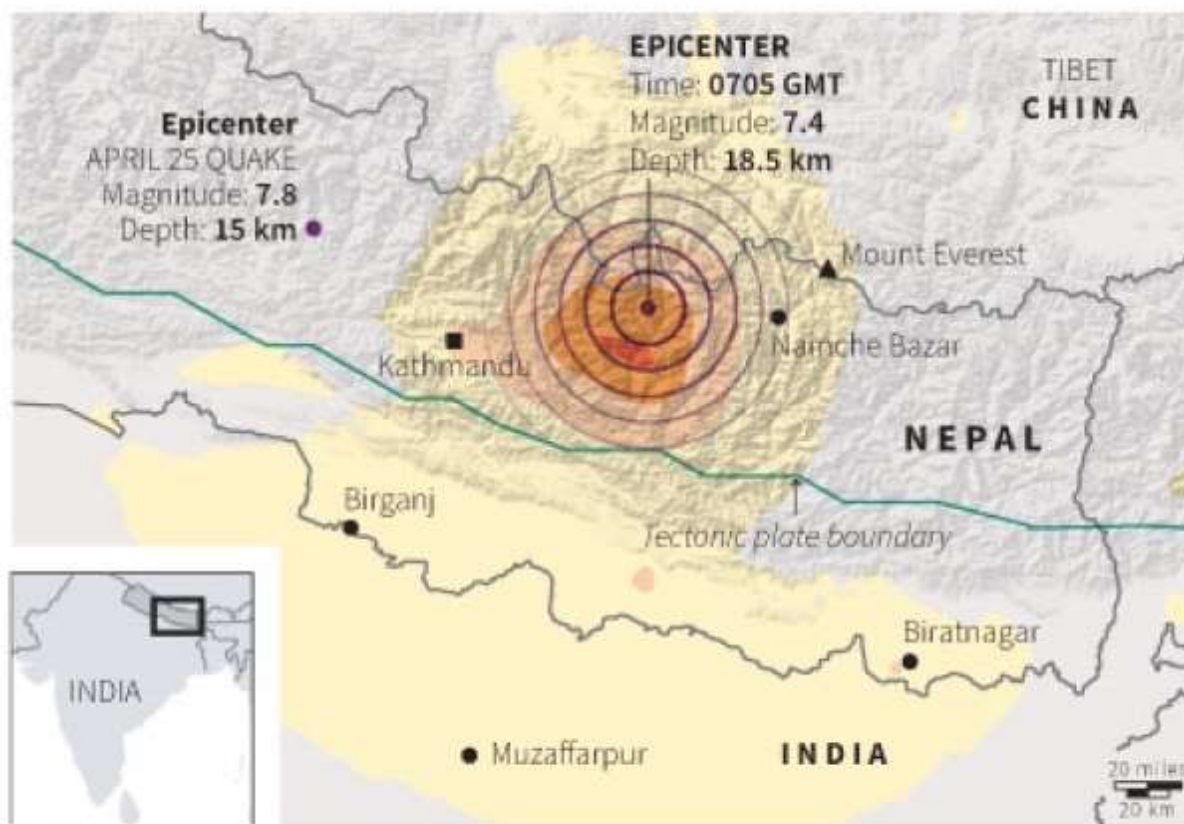 EPICENTER
Time: 0705 GMT
Magnitude: 7.4
Depth: 18.5 km
TIBET
CHINA
Epicenter
APRIL 25 QUAKE
Magnitude: 7.8
Depth: 15 km
Mount Everest
Kathmandu
Namche Bazar
NEPAL
Birganj
Tectonic plate boundary
Biratnagar
INDIA
Muzaffarpur
INDIA
20 miles
20 km